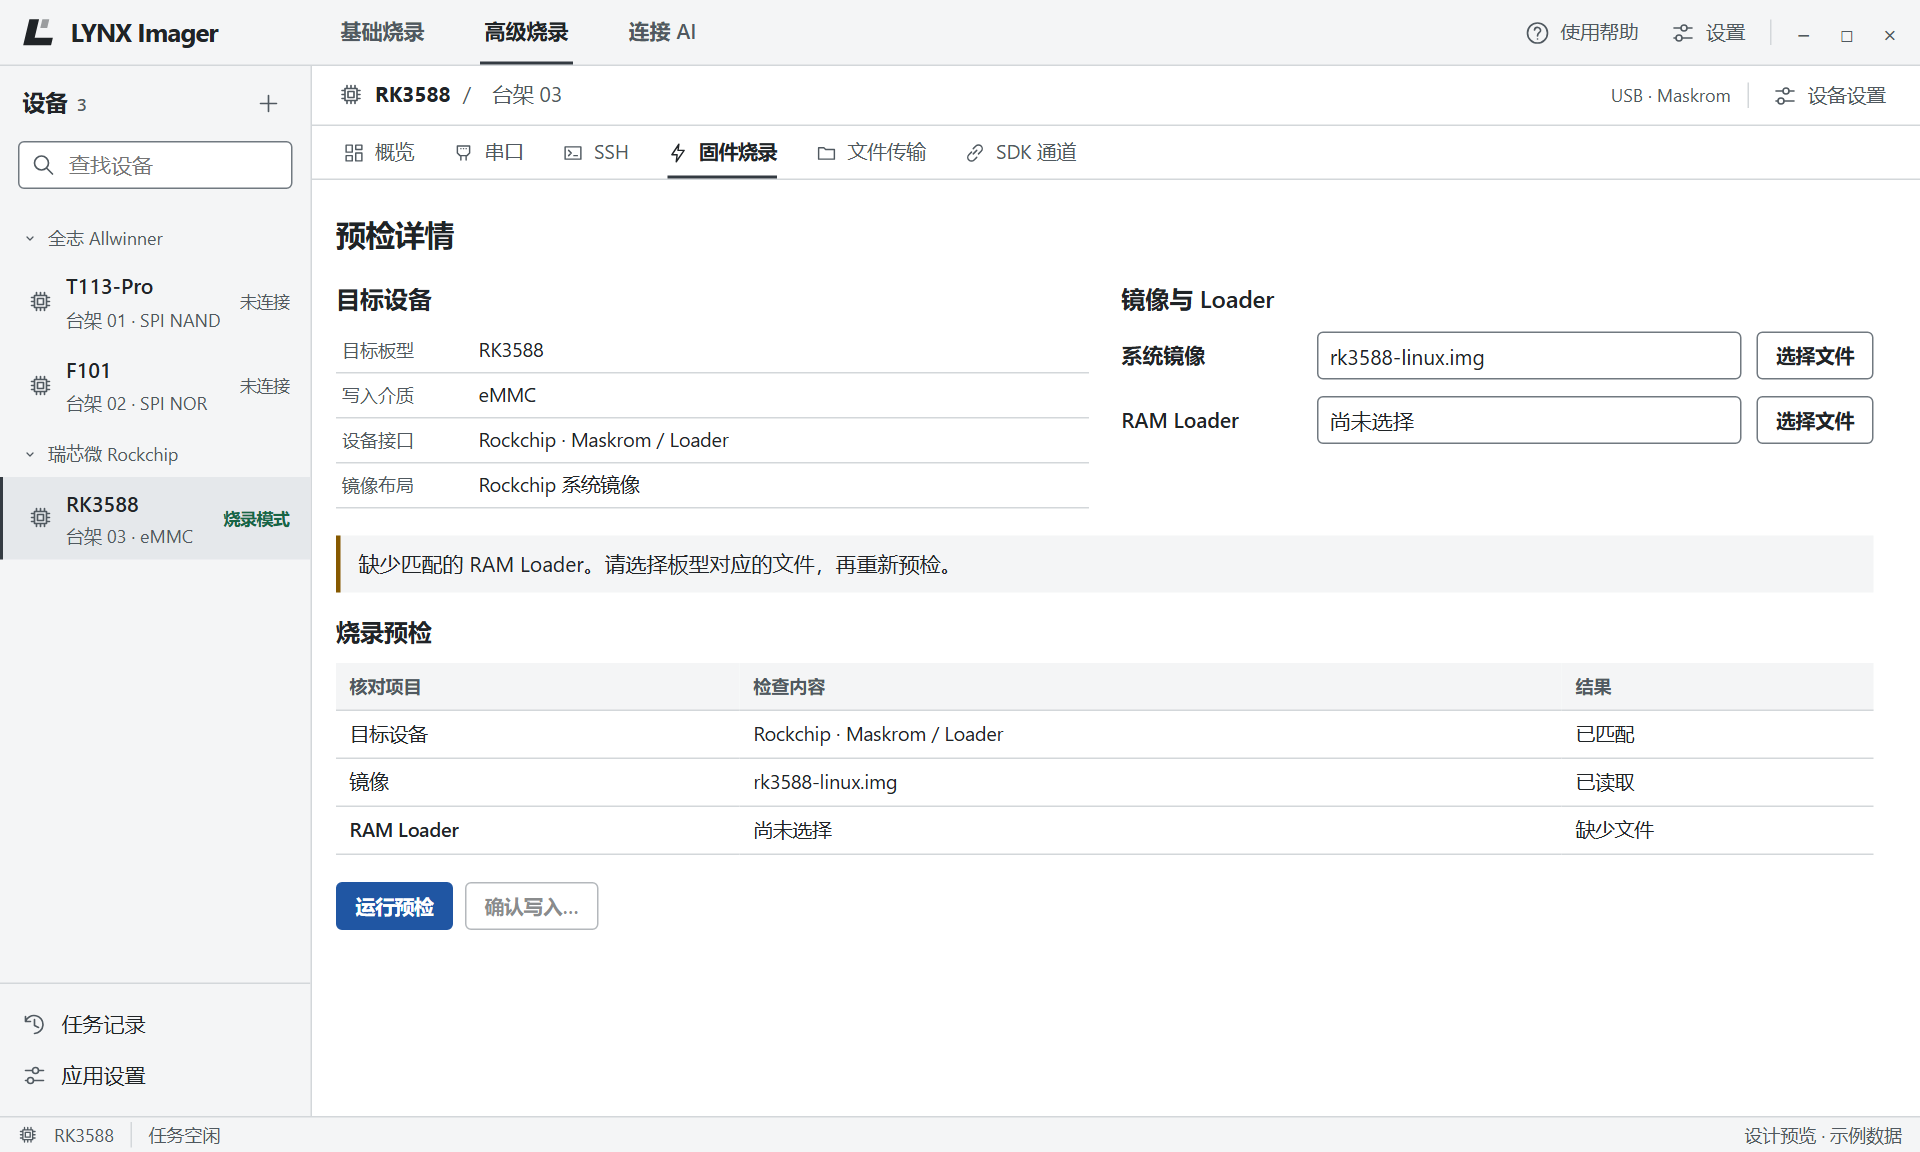 LYNX Imager
基础烧录
高级烧录
连接 AI
使用帮助
设置
设备 3
查找设备
全志 Allwinner
T113-Pro
台架 01 · SPI NAND
未连接
F101
台架 02 · SPI NOR
未连接
瑞芯微 Rockchip
RK3588
台架 03 · eMMC
烧录模式
任务记录
应用设置
RK3588 / 台架 03
USB · Maskrom
设备设置
概览
串口
SSH
固件烧录
文件传输
SDK 通道
预检详情
目标设备
目标板型 RK3588
写入介质 eMMC
设备接口 Rockchip · Maskrom / Loader
镜像布局 Rockchip 系统镜像
镜像与 Loader
系统镜像 rk3588-linux.img 选择文件
RAM Loader 尚未选择 选择文件
缺少匹配的 RAM Loader。请选择板型对应的文件，再重新预检。
烧录预检
核对项目 检查内容 结果
目标设备 Rockchip · Maskrom / Loader 已匹配
镜像 rk3588-linux.img 已读取
RAM Loader 尚未选择 缺少文件
运行预检
确认写入...
RK3588
任务空闲
设计预览 · 示例数据